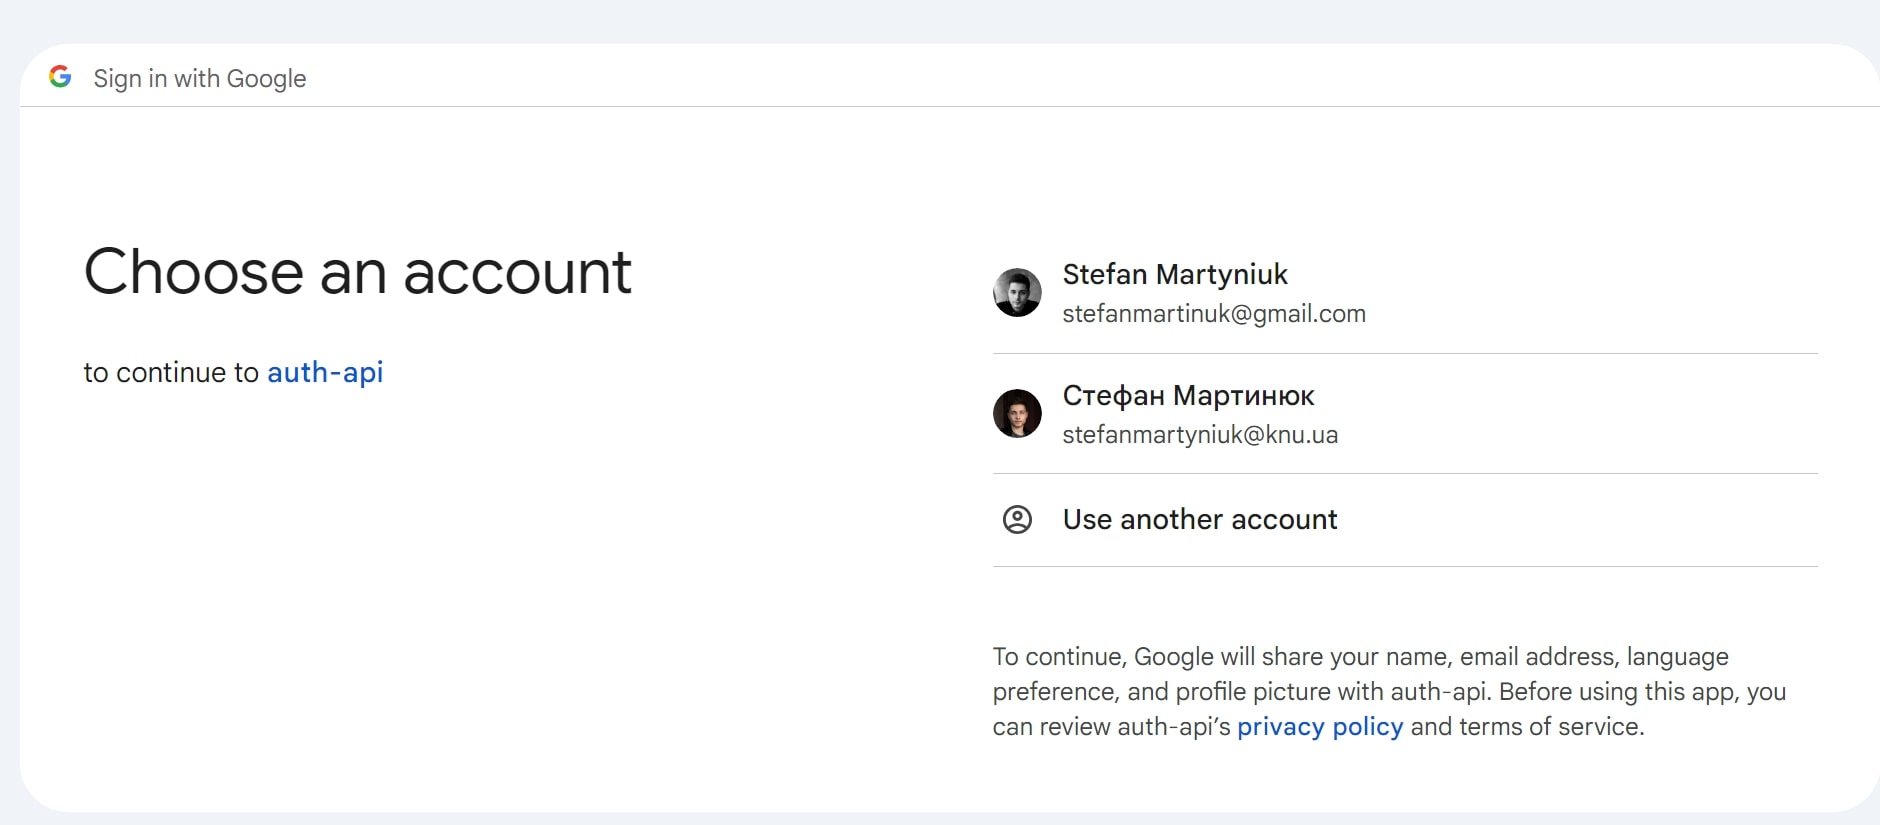 Sign in with Google
Choose an account
to continue to auth-api
Stefan Martyniuk
stefanmartinuk@gmail.com
Стефан Мартинюк
stefanmartyniuk@knu.ua
Use another account
To continue, Google will share your name, email address, language
preference, and profile picture with auth-api. Before using this app, you
can review auth-api’s privacy policy and terms of service.